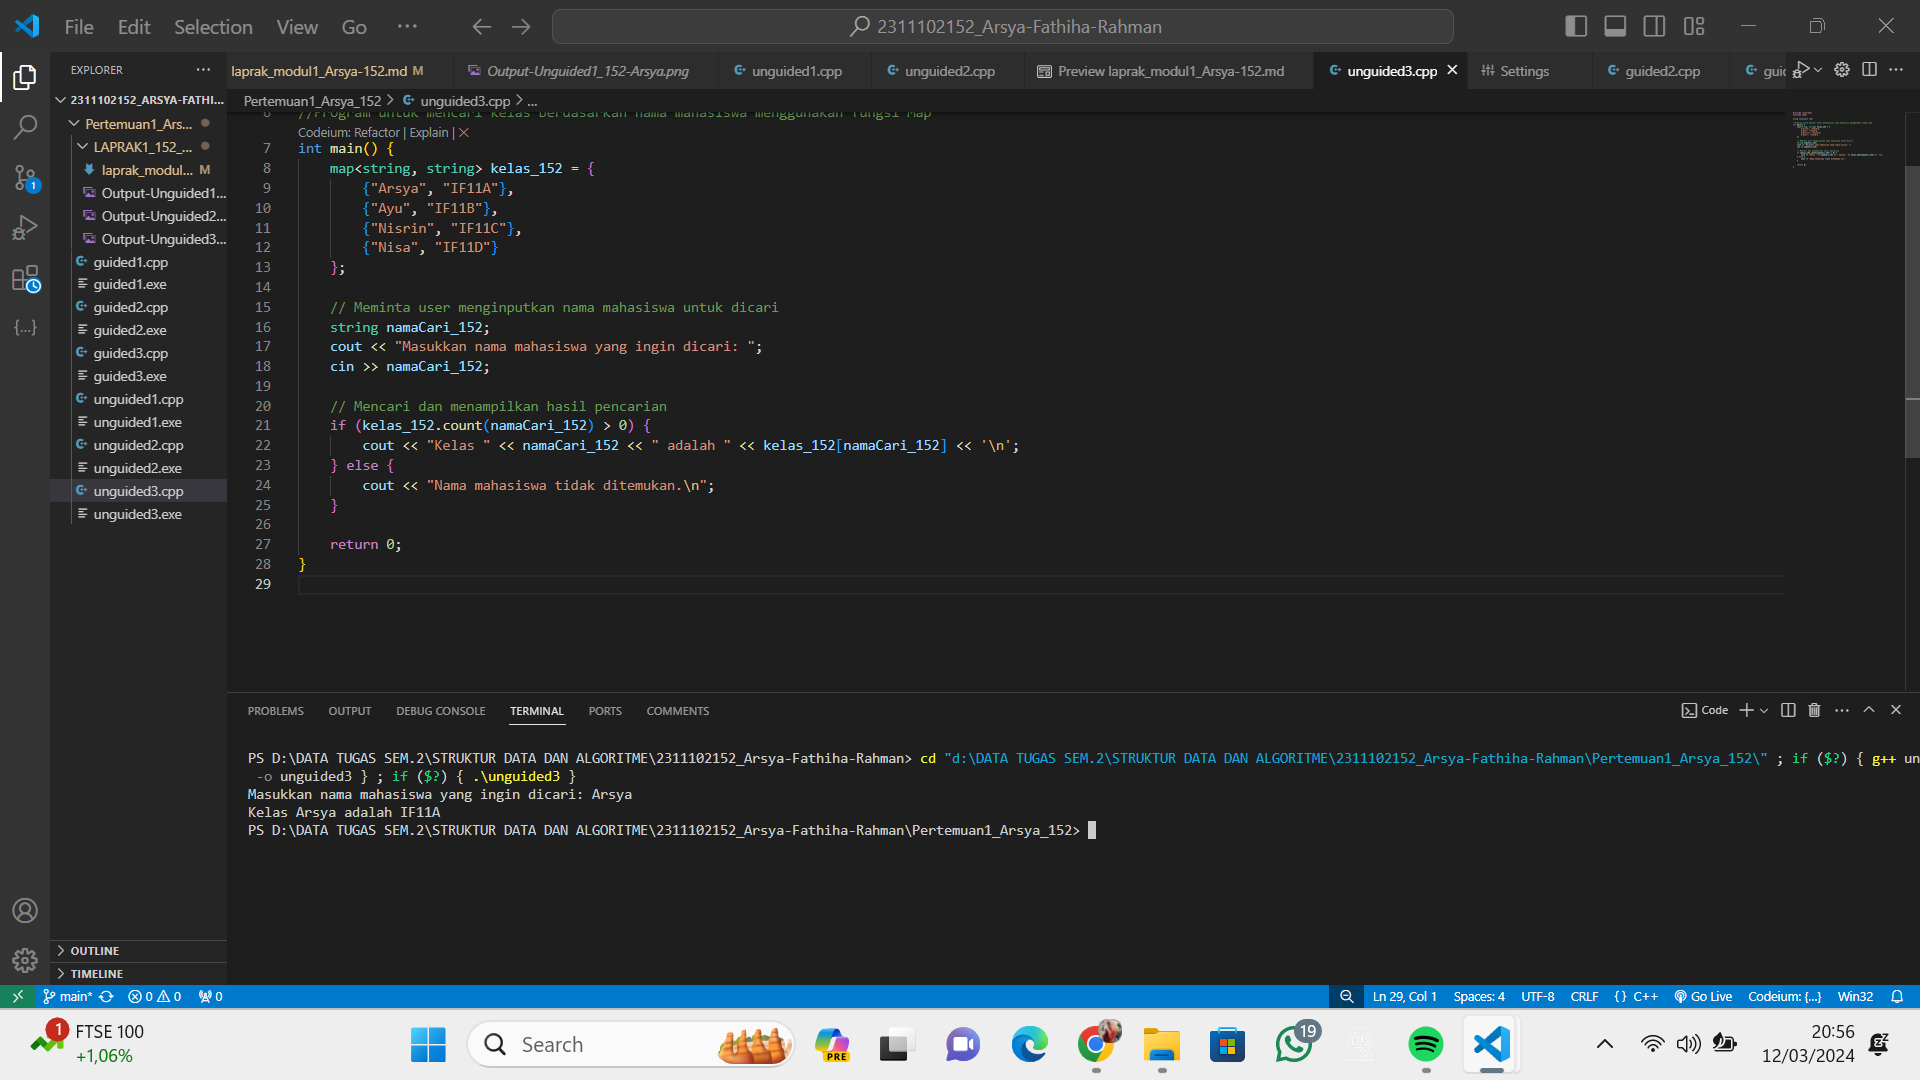 File Edit Selection View Go ··· 2311102152_Arsya-Fathiha-Rahman
EXPLORER ···
laprak_modul1_Arsya-152.md M Output-Unguided1_152-Arsya.png unguided1.cpp unguided2.cpp Preview laprak_modul1_Arsya-152.md unguided3.cpp Settings guided2.cpp
2311102152_ARSYA-FATHI...
Pertemuan1_Ars...
LAPRAK1_152_...
laprak_modul... M
Output-Unguided1...
Output-Unguided2...
Output-Unguided3...
guided1.cpp
guided1.exe
guided2.cpp
guided2.exe
guided3.cpp
guided3.exe
unguided1.cpp
unguided1.exe
unguided2.cpp
unguided2.exe
unguided3.cpp
unguided3.exe
OUTLINE
TIMELINE
1
Pertemuan1_Arsya_152 > unguided3.cpp > ...
6 //Program untuk mencari kelas berdasarkan nama mahasiswa menggunakan fungsi Map
Codeium: Refactor | Explain | X
7 int main() {
8 map<string, string> kelas_152 = {
9 {"Arsya", "IF11A"},
10 {"Ayu", "IF11B"},
11 {"Nisrin", "IF11C"},
12 {"Nisa", "IF11D"}
13 };
14
15 // Meminta user menginputkan nama mahasiswa untuk dicari
16 string namaCari_152;
17 cout << "Masukkan nama mahasiswa yang ingin dicari: ";
18 cin >> namaCari_152;
19
20 // Mencari dan menampilkan hasil pencarian
21 if (kelas_152.count(namaCari_152) > 0) {
22 cout << "Kelas " << namaCari_152 << " adalah " << kelas_152[namaCari_152] << '\n';
23 } else {
24 cout << "Nama mahasiswa tidak ditemukan.\n";
25 }
26
27 return 0;
28 }
29
PROBLEMS OUTPUT DEBUG CONSOLE TERMINAL PORTS COMMENTS Code
PS D:\DATA TUGAS SEM.2\STRUKTUR DATA DAN ALGORITME\2311102152_Arsya-Fathiha-Rahman> cd "d:\DATA TUGAS SEM.2\STRUKTUR DATA DAN ALGORITME\2311102152_Arsya-Fathiha-Rahman\Pertemuan1_Arsya_152\" ; if ($?) { g++ un
-o unguided3 } ; if ($?) { .\unguided3 }
Masukkan nama mahasiswa yang ingin dicari: Arsya
Kelas Arsya adalah IF11A
PS D:\DATA TUGAS SEM.2\STRUKTUR DATA DAN ALGORITME\2311102152_Arsya-Fathiha-Rahman\Pertemuan1_Arsya_152>
main* 0 0 0 Ln 29, Col 1 Spaces: 4 UTF-8 CRLF {} C++ Go Live Codeium: {...} Win32
1 FTSE 100
+1,06%
Search
PRE
19
20:56
12/03/2024